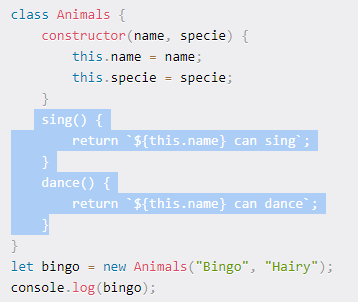 class Animals {
    constructor(name, specie) {
        this.name = name;
        this.specie = specie;
    }
    sing() {
        return `${this.name} can sing`;
    }
    dance() {
        return `${this.name} can dance`;
    }
}
let bingo = new Animals("Bingo", "Hairy");
console.log(bingo);